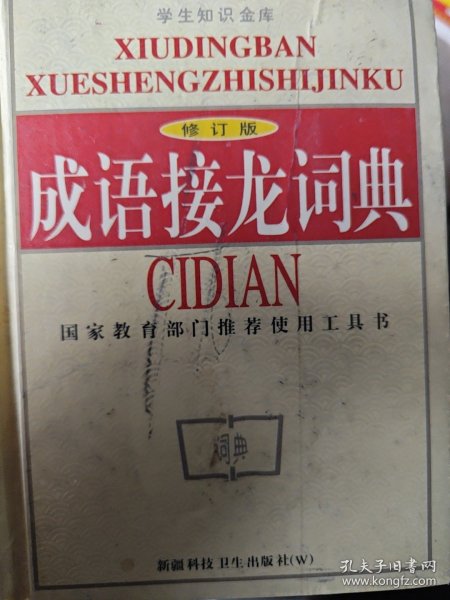 学生知识金库
XIUDINGBAN
XUESHENGZHISHIJINKU
修订版
成语接龙词典
CIDIAN
国家教育部门推荐使用工具书
词典
新疆科技卫生出版社(W)
孔夫子旧书网
www.kongfz.com